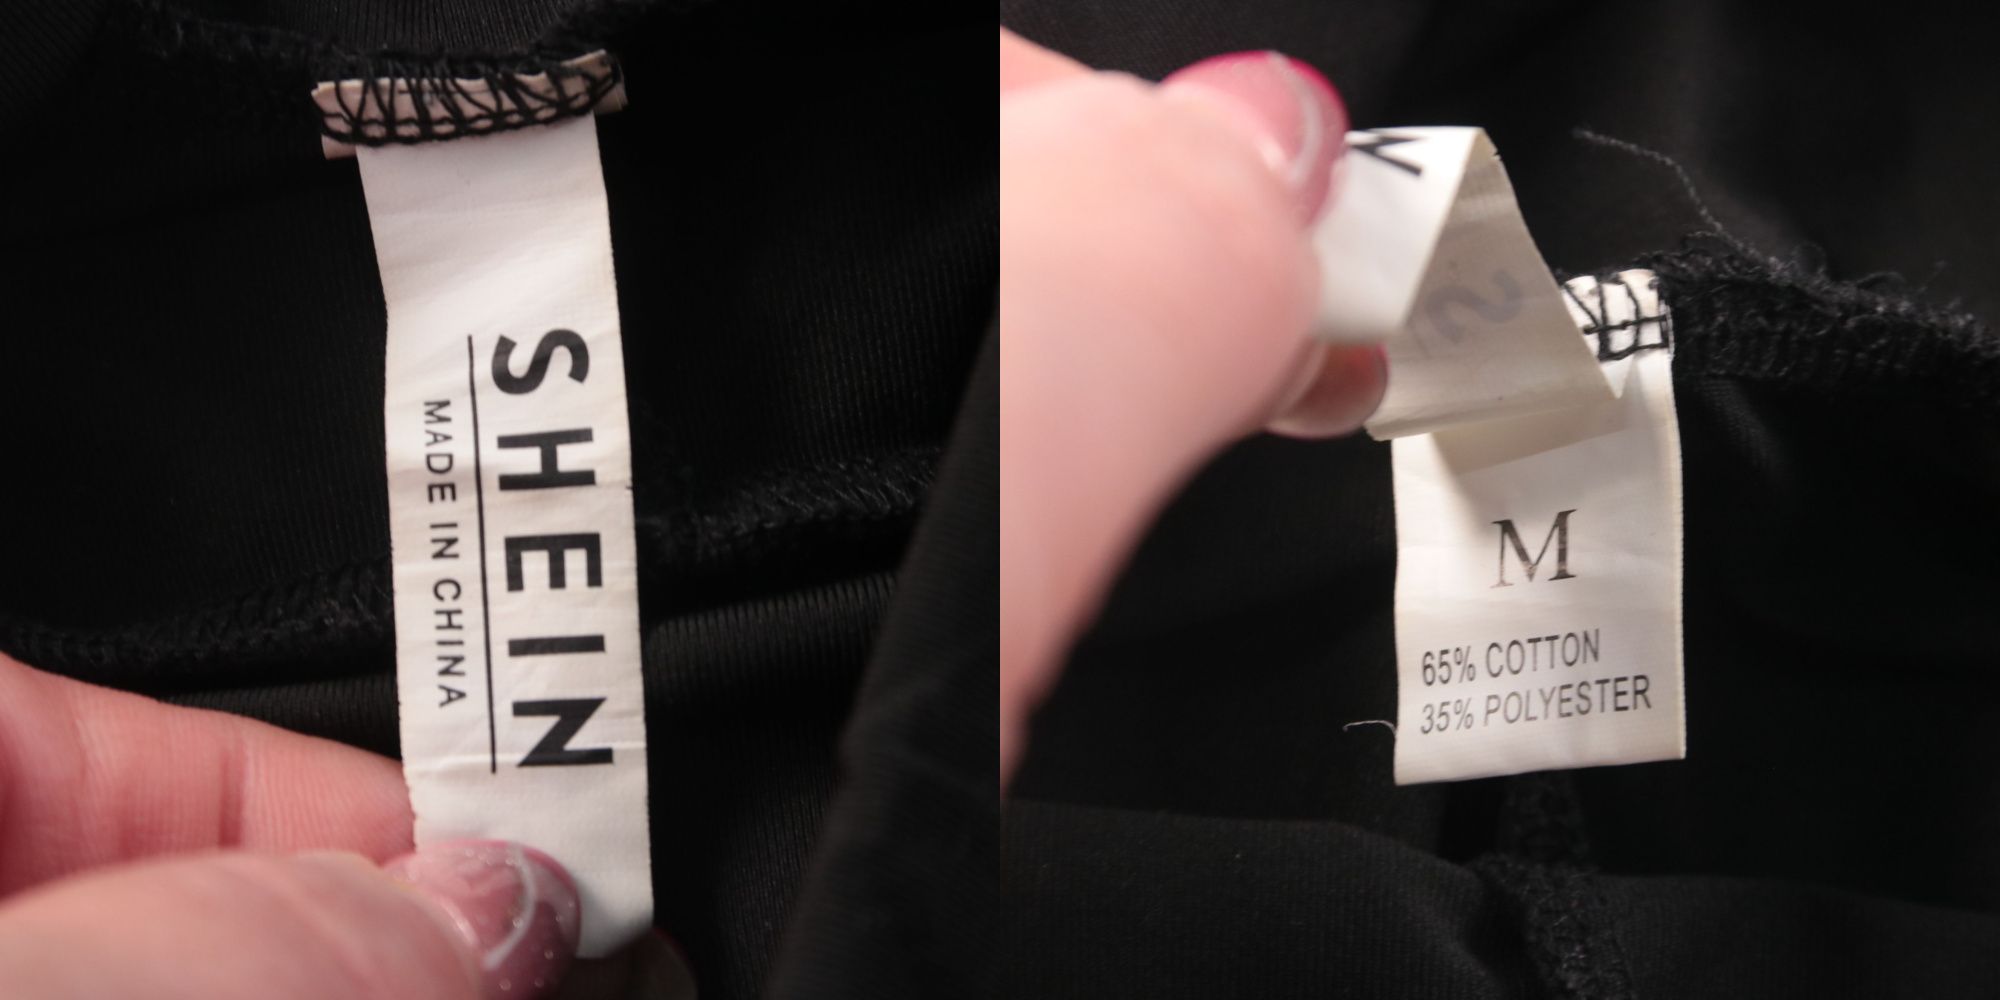 SHEIN
MADE IN CHINA
N
M
65% COTTON
35% POLYESTER